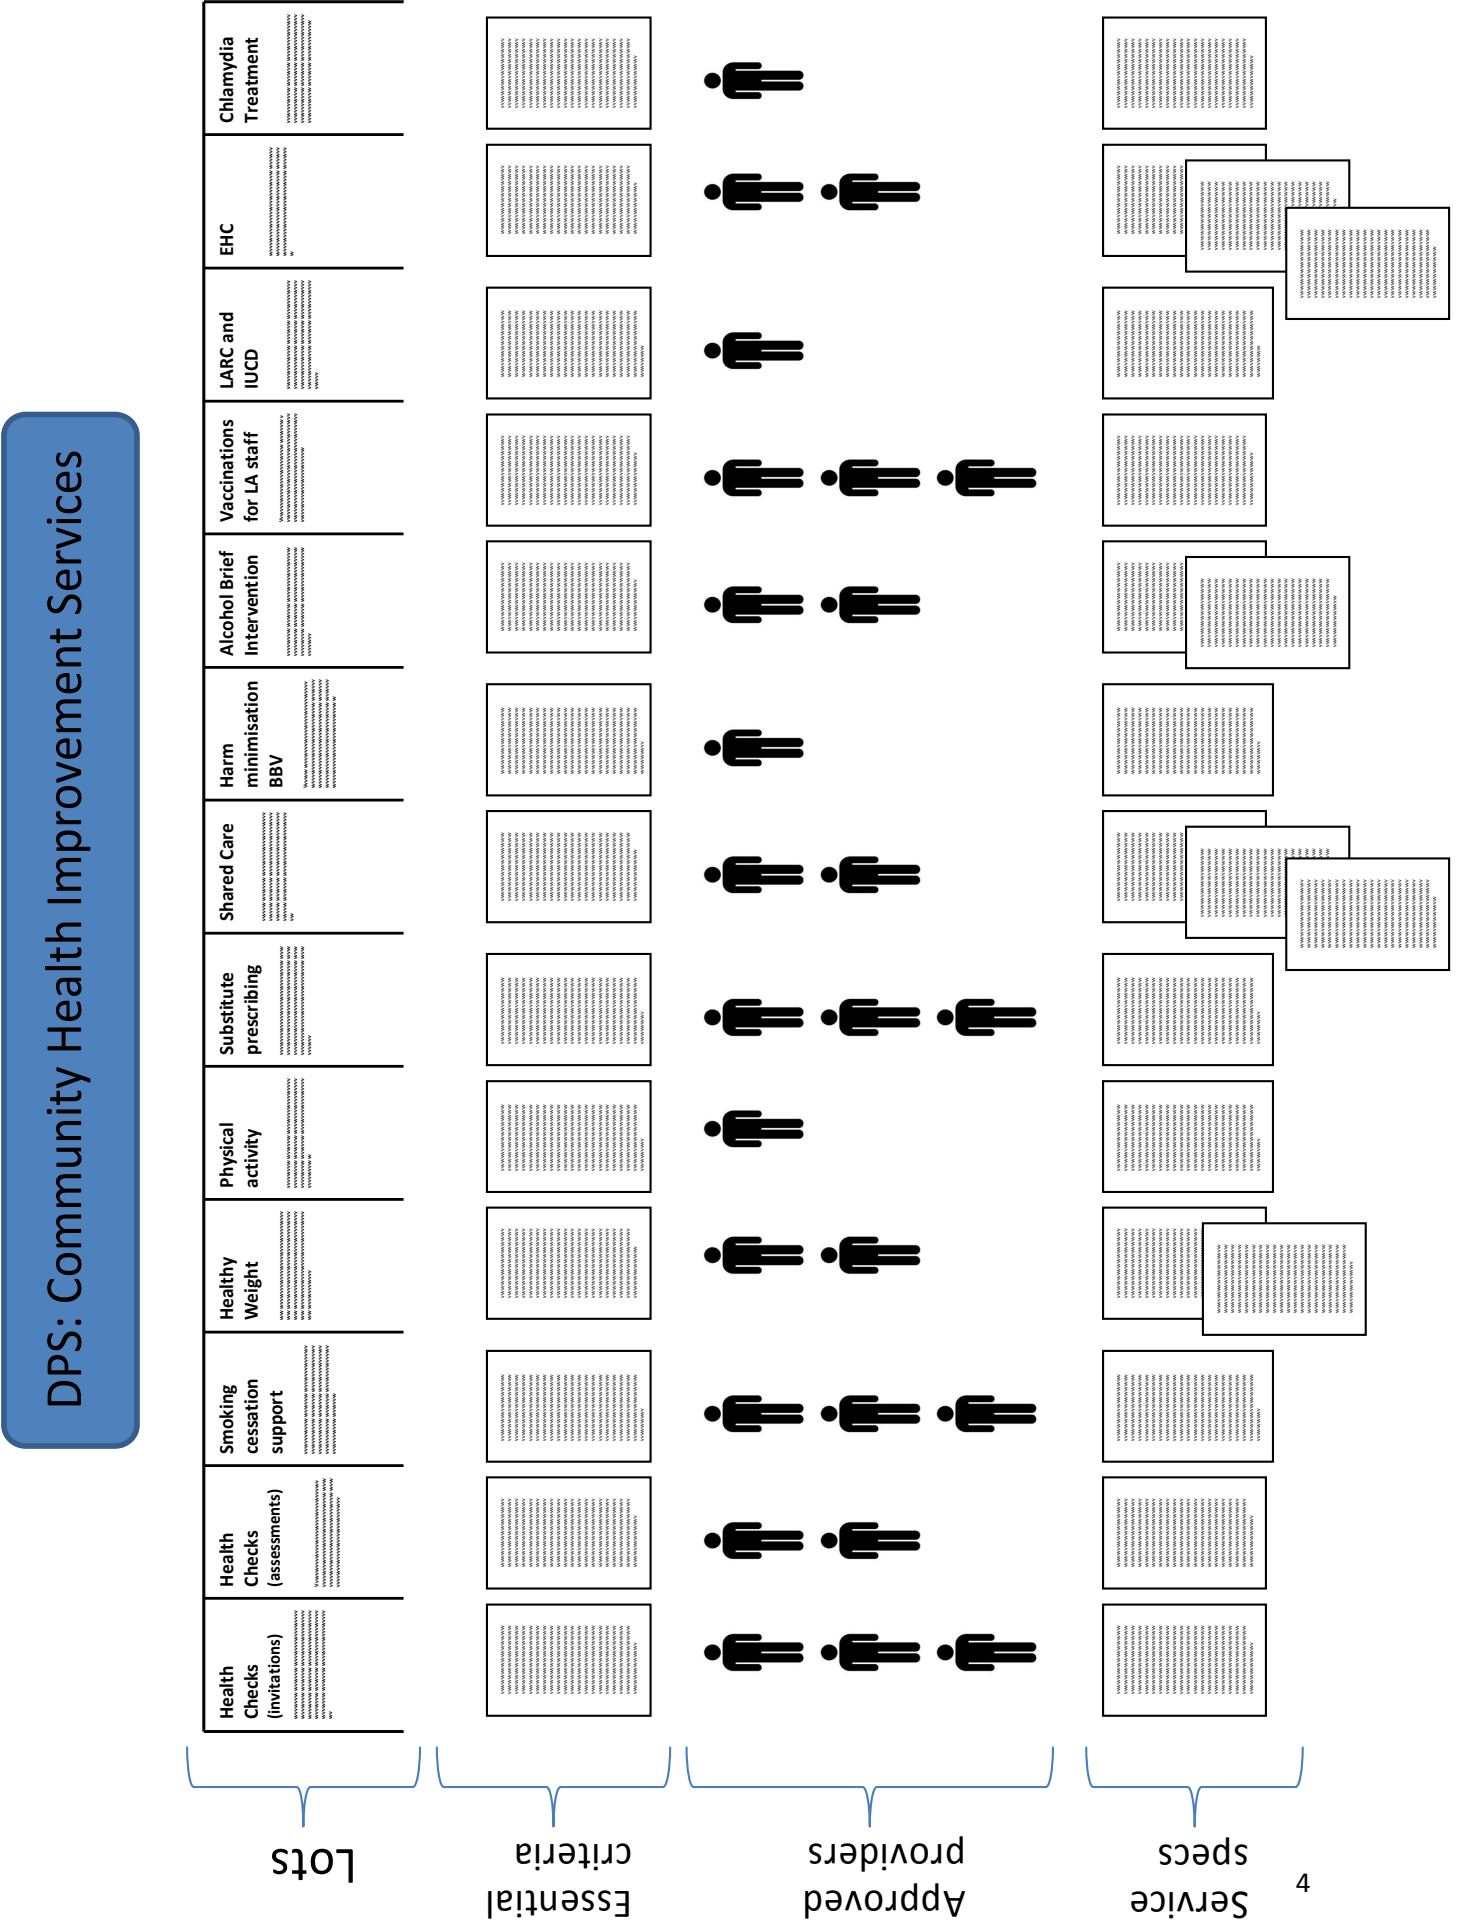 DPS: Community Health Improvement Services
Lots
Health
Checks
(invitations)
Health
Checks
(assessments)
Smoking
cessation
support
Healthy
Weight
Physical
activity
Substitute
prescribing
Shared Care
Harm
minimisation
BBV
Alcohol Brief
Intervention
Vaccinations
for LA staff
LARC and
IUCD
EHC
Chlamydia
Treatment
Essential
criteria
Approved
providers
Service
specs
4